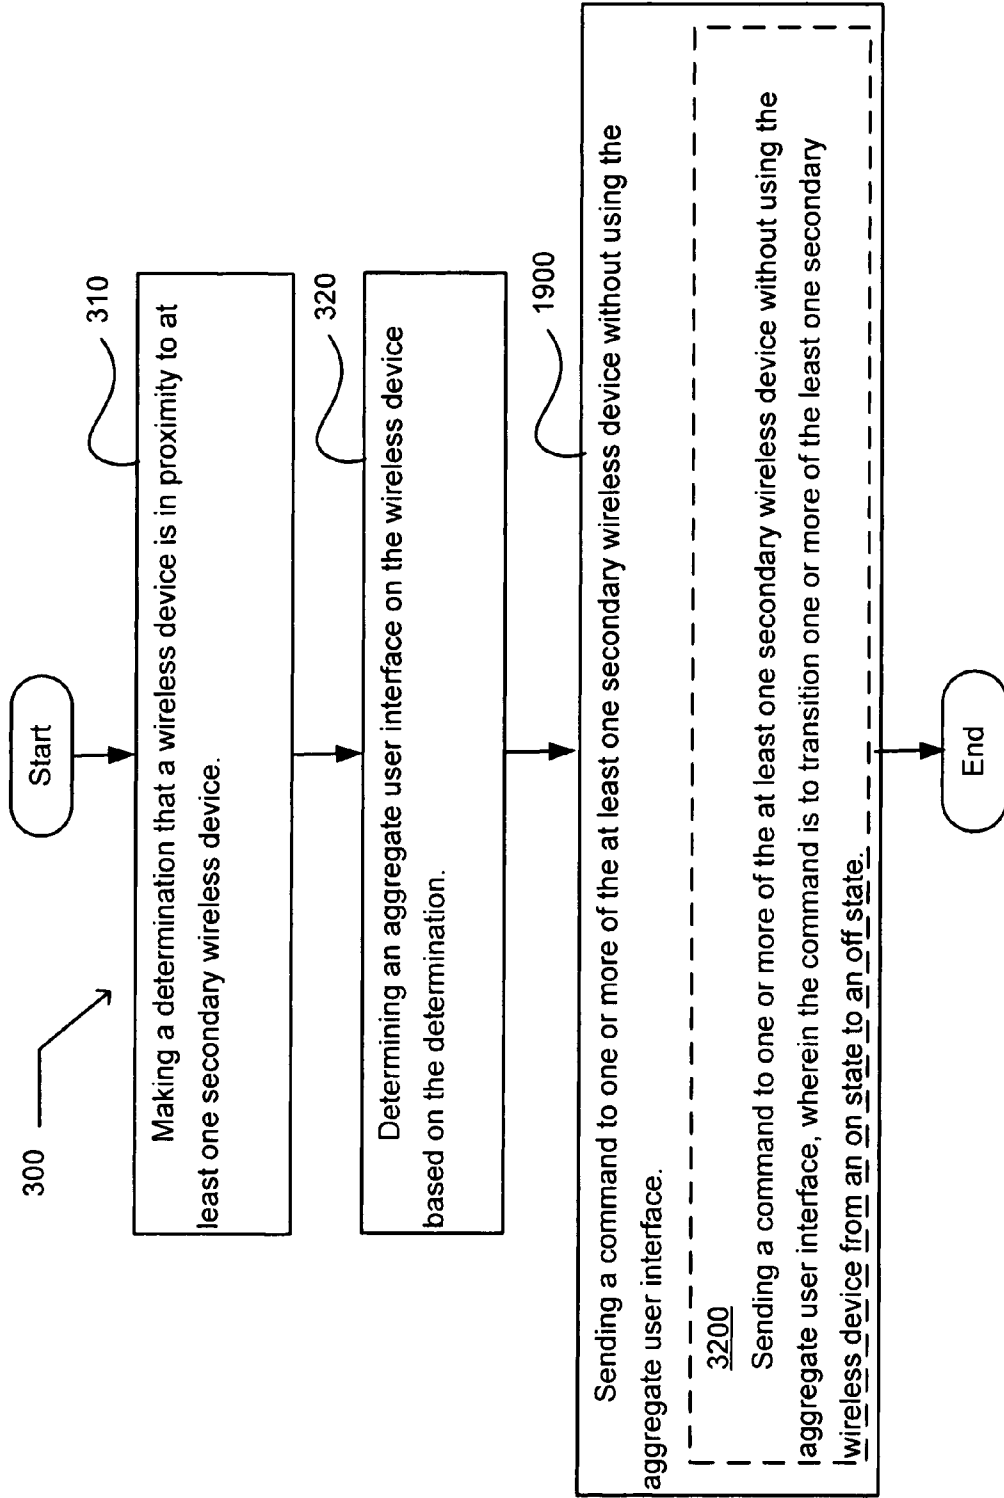 Start
300
310
Making a determination that a wireless device is in proximity to at
least one secondary wireless device.
320
Determining an aggregate user interface on the wireless device
based on the determination.
1900
Sending a command to one or more of the at least one secondary wireless device without using the
aggregate user interface.
3200
Sending a command to one or more of the at least one secondary wireless device without using the
aggregate user interface, wherein the command is to transition one or more of the least one secondary
wireless device from an on state to an off state.
End